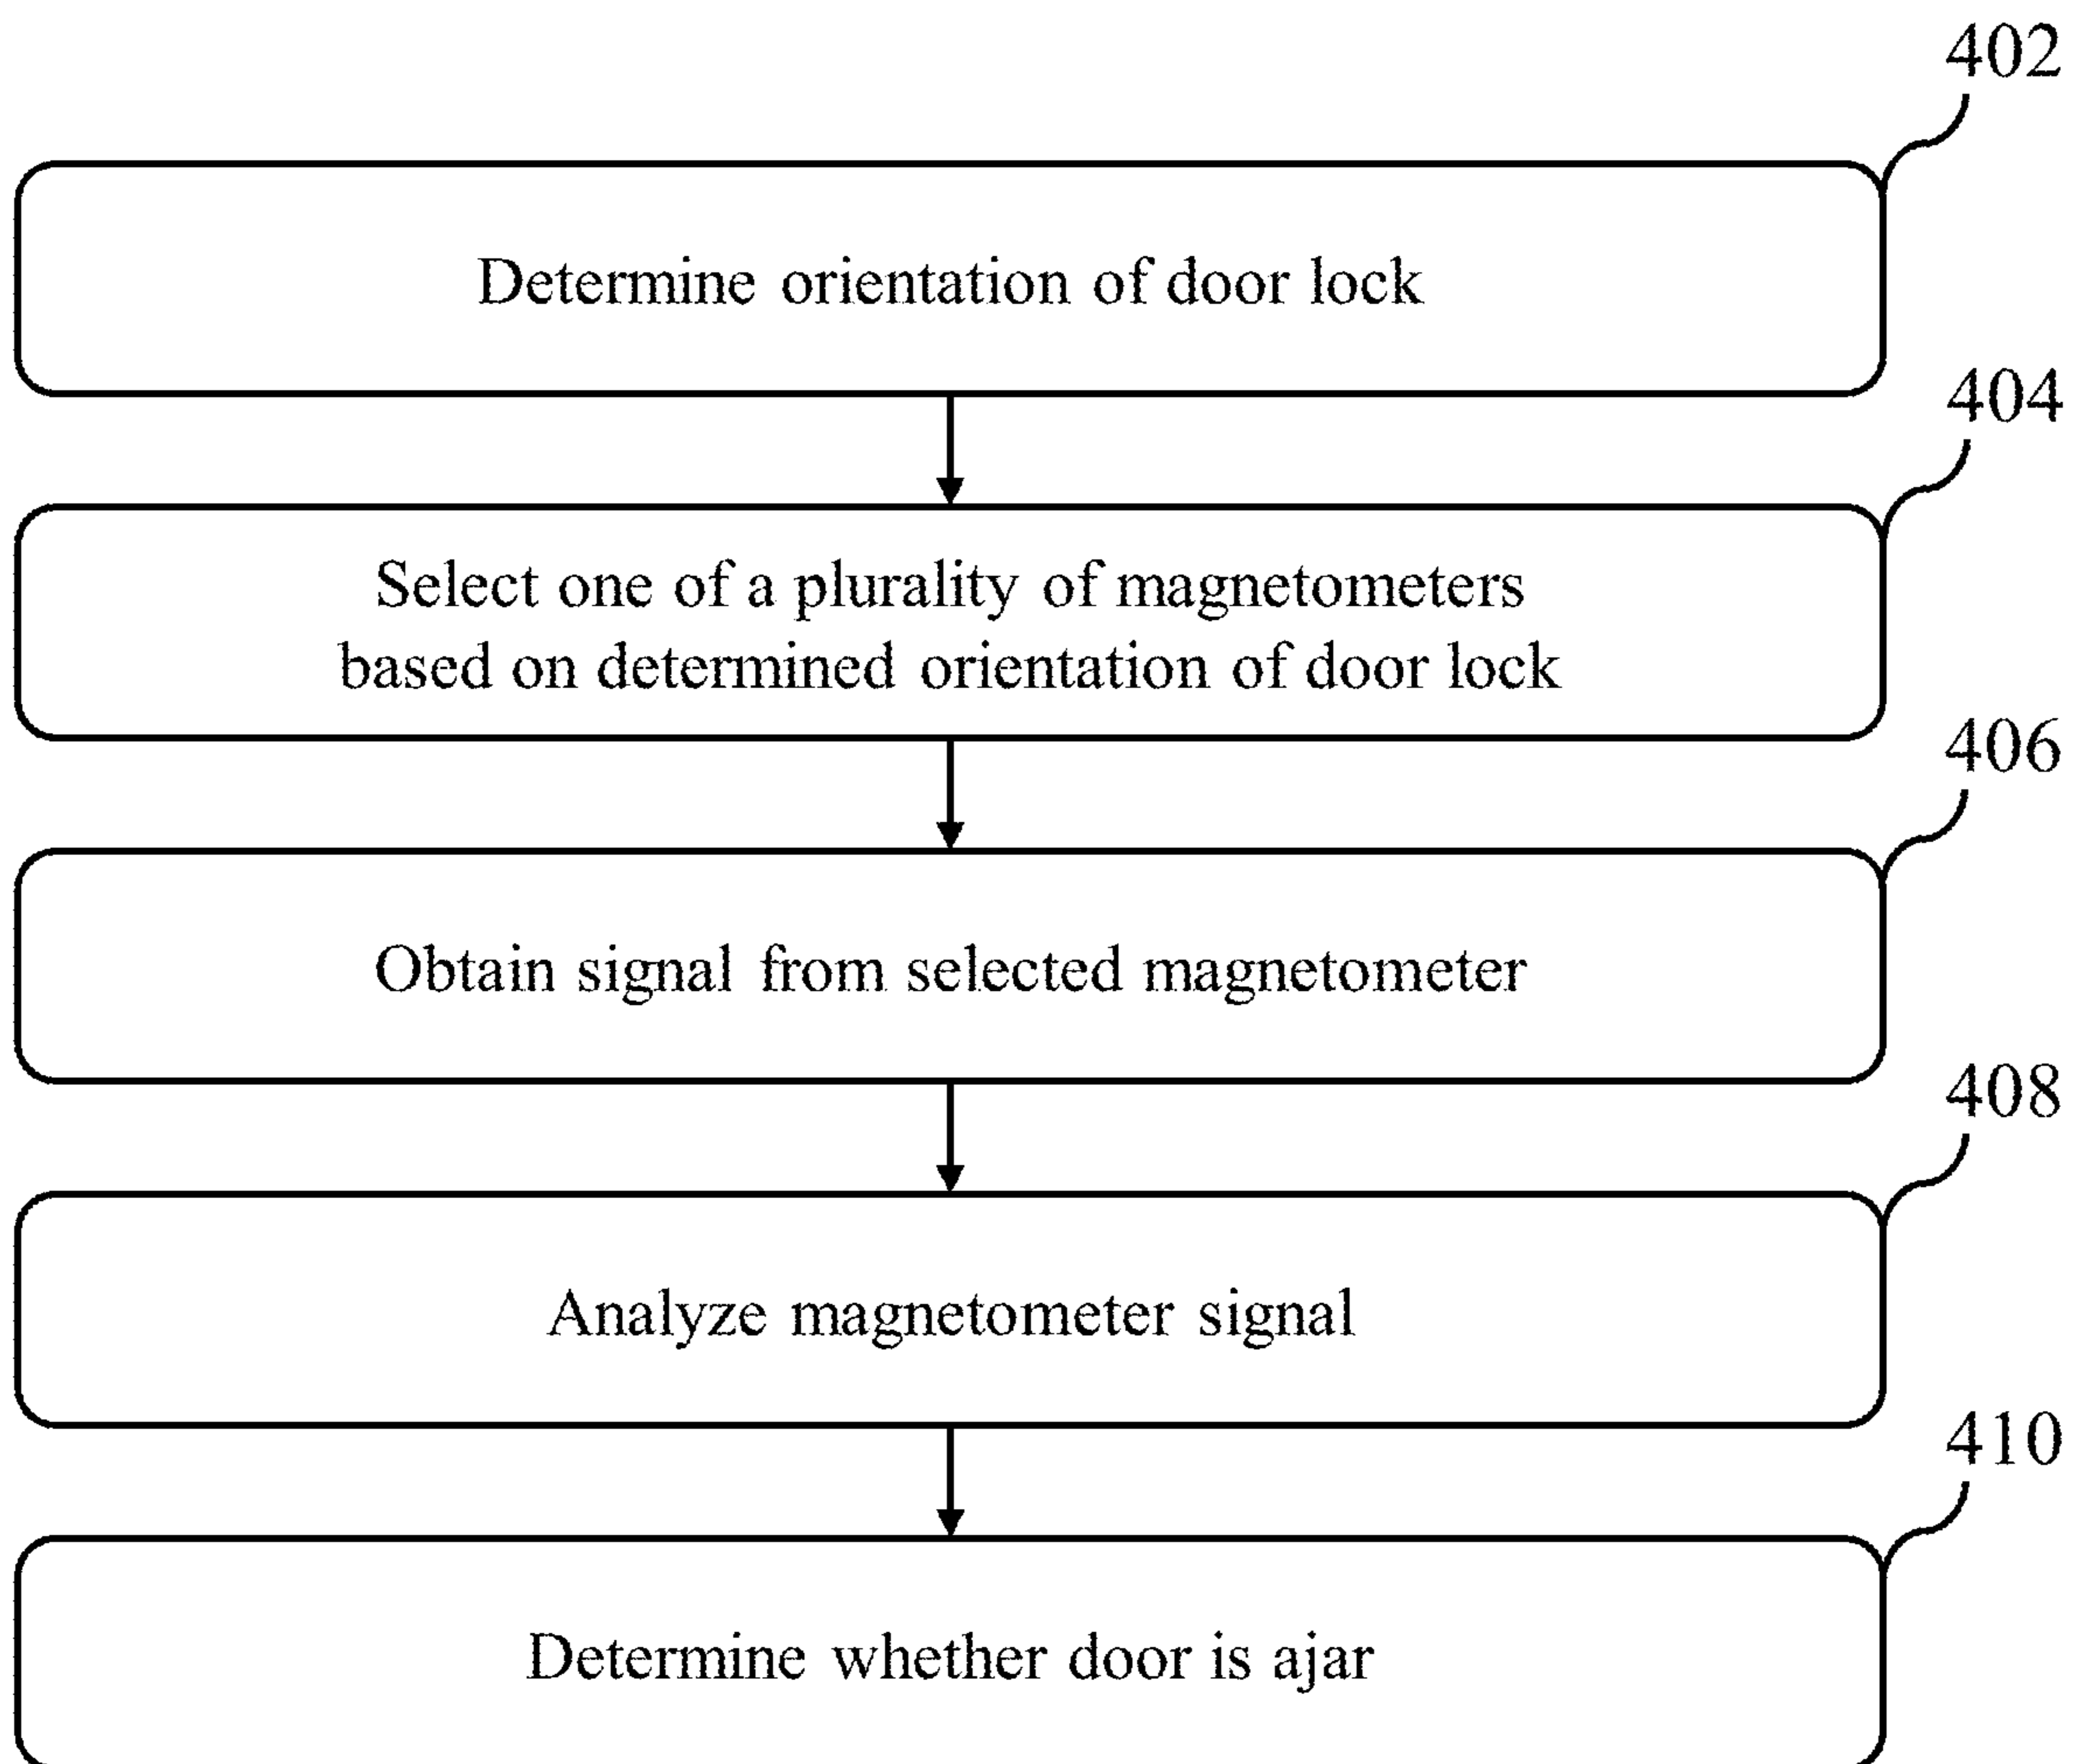 402
Determine orientation of door lock
404
Select one of a plurality of magnetometers
based on determined orientation of door lock
406
Obtain signal from selected magnetometer
408
Analyze magnetometer signal
410
Determine whether door is ajar